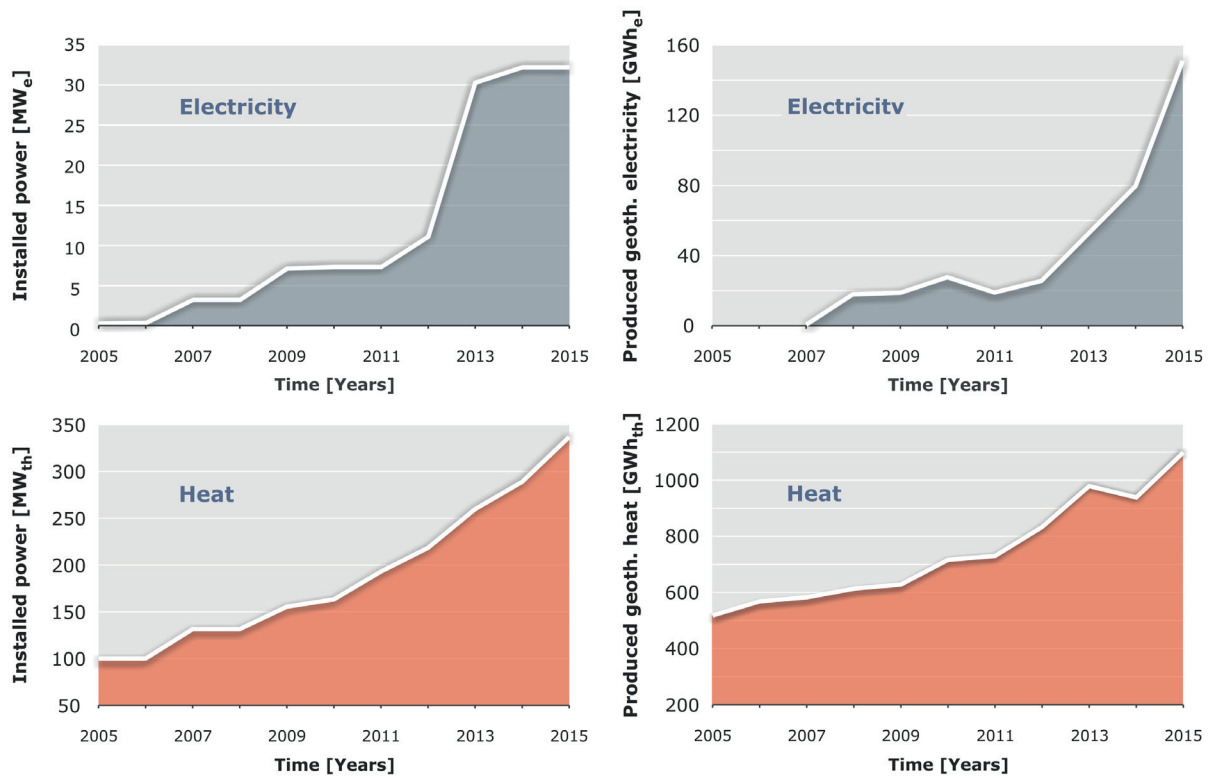 Installed power [MWe]
35
30
25
20
15
10
5
0
Electricity
2005 2007 2009 2011 2013 2015
Time [Years]
Produced geoth. electricity [GWhe]
160
120
80
40
0
Electricitv
2005 2007 2009 2011 2013 2015
Time [Years]
Installed power [MWth]
350
300
250
200
150
100
50
Heat
2005 2007 2009 2011 2013 2015
Time [Years]
Produced geoth. heat [GWhth]
1200
1000
800
600
400
200
Heat
2005 2007 2009 2011 2013 2015
Time [Years]